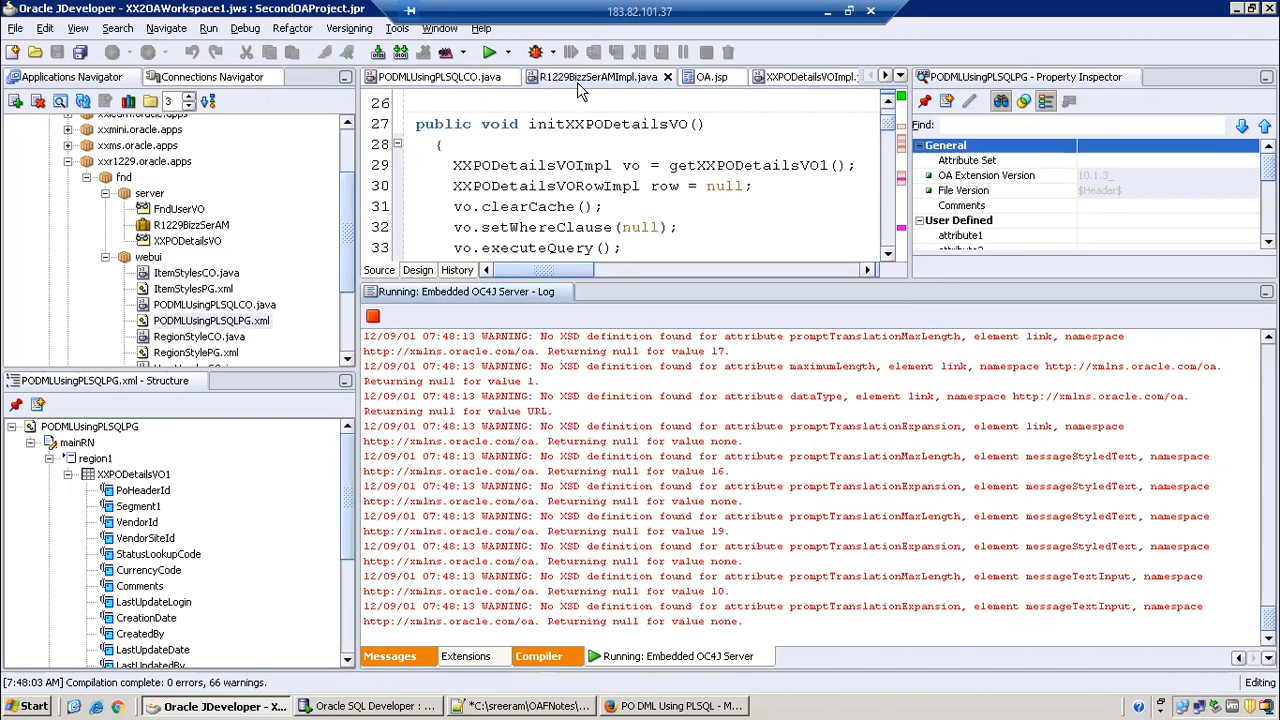 Oracle JDeveloper - XX2OAWorkspace1.jws : SecondOAProject.jpr
183.82.101.37
File Edit View Search Navigate Run Debug Refactor Versioning Tools Window Help
Applications Navigator
Connections Navigator
3
xxmini.oracle.apps
xxms.oracle.apps
xxr1229.oracle.apps
fnd
server
FndUserVO
R1229BizzSerAM
XXPODetailsVO
webui
ItemStylesCO.java
ItemStylesPG.xml
PODMLUsingPLSQLCO.java
PODMLUsingPLSQLPG.xml
RegionStyleCO.java
RegionStylePG.xml
PODMLUsingPLSQLPG.xml - Structure
PODMLUsingPLSQLPG
mainRN
region1
XXPODetailsVO1
PoHeaderId
Segment1
VendorId
VendorSiteId
StatusLookupCode
CurrencyCode
Comments
LastUpdateLogin
CreationDate
CreatedBy
LastUpdateDate
LastUpdatedBy
PODMLUsingPLSQLCO.java
R1229BizzSerAMImpl.java
OA.jsp
XXPODetailsVOImpl.
26
27 public void initXXPODetailsVO()
28 {
29 XXPODetailsVOImpl vo = getXXPODetailsVO1();
30 XXPODetailsVORowImpl row = null;
31 vo.clearCache();
32 vo.setWhereClause(null);
33 vo.executeQuery();
Source Design History
PODMLUsingPLSQLPG - Property Inspector
Find:
General
Attribute Set
OA Extension Version 10.1.3_
File Version $Header$
Comments
User Defined
attribute1
Running: Embedded OC4J Server - Log
12/09/01 07:48:13 WARNING: No XSD definition found for attribute promptTranslationMaxLength, element link, namespace
http://xmlns.oracle.com/oa. Returning null for value 17.
12/09/01 07:48:13 WARNING: No XSD definition found for attribute maximumLength, element link, namespace http://xmlns.oracle.com/oa.
Returning null for value 1.
12/09/01 07:48:13 WARNING: No XSD definition found for attribute dataType, element link, namespace http://xmlns.oracle.com/oa.
Returning null for value URL.
12/09/01 07:48:13 WARNING: No XSD definition found for attribute promptTranslationExpansion, element link, namespace
http://xmlns.oracle.com/oa. Returning null for value none.
12/09/01 07:48:13 WARNING: No XSD definition found for attribute promptTranslationMaxLength, element messageStyledText, namespace
http://xmlns.oracle.com/oa. Returning null for value 16.
12/09/01 07:48:13 WARNING: No XSD definition found for attribute promptTranslationExpansion, element messageStyledText, namespace
http://xmlns.oracle.com/oa. Returning null for value none.
12/09/01 07:48:13 WARNING: No XSD definition found for attribute promptTranslationMaxLength, element messageStyledText, namespace
http://xmlns.oracle.com/oa. Returning null for value 19.
12/09/01 07:48:13 WARNING: No XSD definition found for attribute promptTranslationExpansion, element messageStyledText, namespace
http://xmlns.oracle.com/oa. Returning null for value none.
12/09/01 07:48:13 WARNING: No XSD definition found for attribute promptTranslationMaxLength, element messageTextInput, namespace
http://xmlns.oracle.com/oa. Returning null for value 10.
12/09/01 07:48:13 WARNING: No XSD definition found for attribute promptTranslationExpansion, element messageTextInput, namespace
http://xmlns.oracle.com/oa. Returning null for value none.
Messages Extensions Compiler Running: Embedded OC4J Server
[7:48:03 AM] Compilation complete: 0 errors, 66 warnings.
Editing
Start
Oracle JDeveloper - X...
Oracle SQL Developer : ...
*C:\sreeram\OAFNotes\...
PO DML Using PLSQL - M...